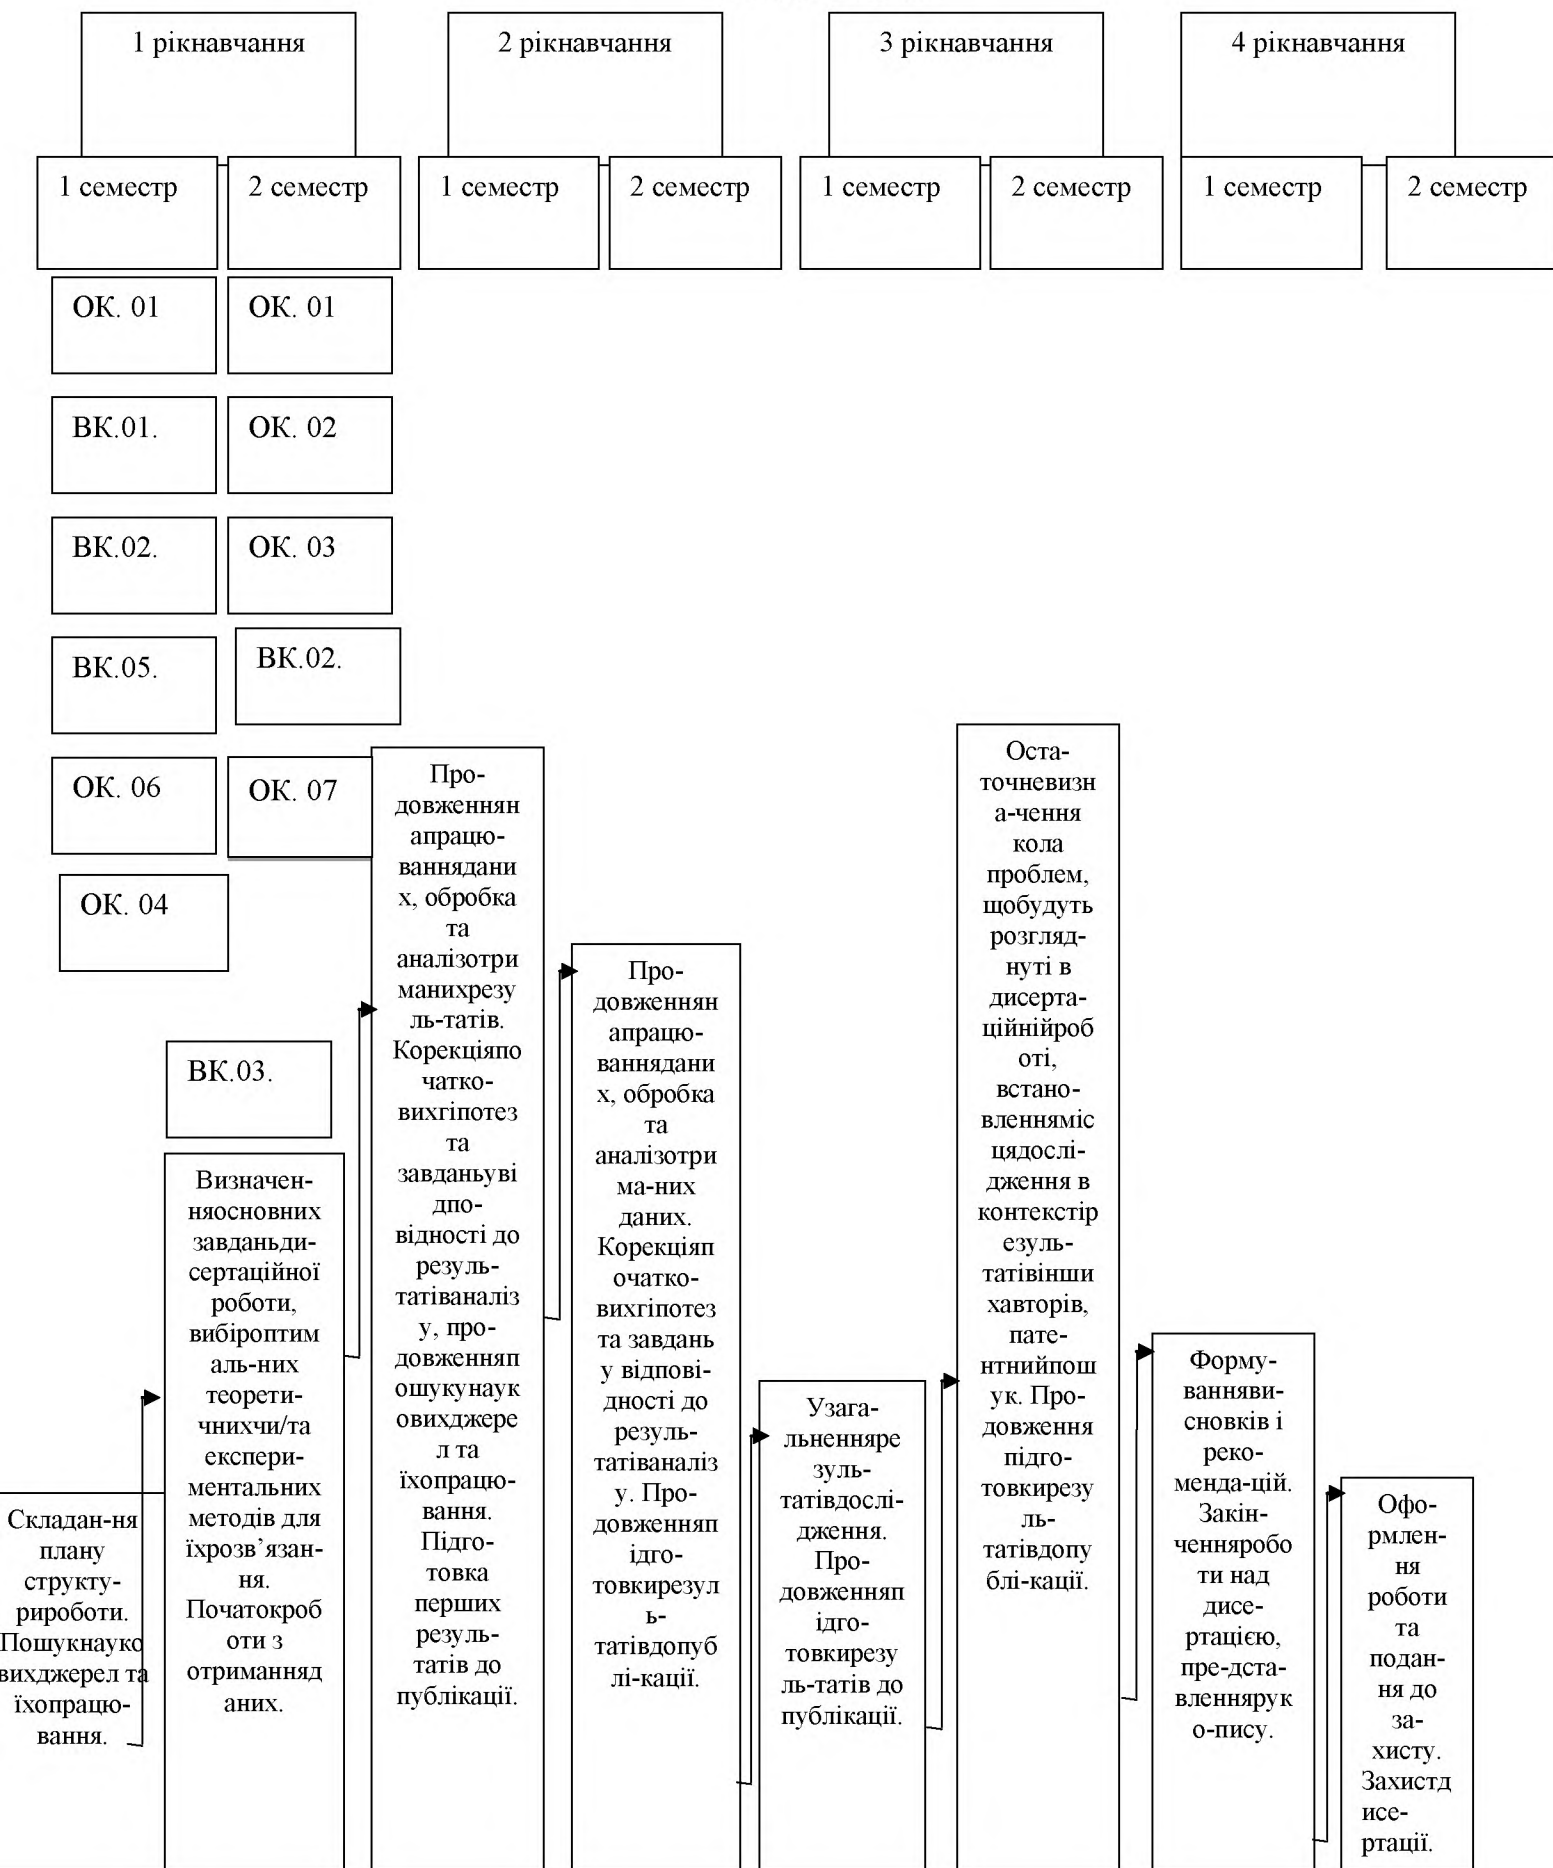 1 рікнавчання
2 рікнавчання
3 рікнавчання
4 рікнавчання
1 семестр
2 семестр
1 семестр
2 семестр
1 семестр
2 семестр
1 семестр
2 семестр
ОК. 01
ОК. 01
ВК.01.
ОК. 02
ВК.02.
ОК. 03
ВК.05.
ВК.02.
ОК. 06
ОК. 07
ОК. 04
ВК.03.
Складан-ня
плану
структу-
рироботи.
Пошукнауко
вихджерел та
їхопрацю-
вання.
Визначен-
няосновних
завданьди-
сертаційної
роботи,
вибіроптим
аль-них
теорети-
чнихчи/та
експери-
ментальних
методів для
їхрозв’язан-
ня.
Початокроб
оти з
отриманняд
аних.
Про-
довженнян
апрацю-
ваннядани
х, обробка
та
аналізотри
манихрезу
ль-татів.
Корекціяпо
чатко-
вихгіпотез
та
завданьуві
дпо-
відності до
резуль-
татіваналіз
у, про-
довженняп
ошукунаук
овихджере
л та
їхопрацю-
вання.
Підго-
товка
перших
резуль-
татів до
публікації.
Про-
довженнян
апрацю-
ваннядани
х, обробка
та
аналізотри
ма-них
даних.
Корекціяп
очатко-
вихгіпотез
та завдань
у відпові-
дності до
резуль-
татіваналіз
у. Про-
довженняп
ідго-
товкирезул
ь-
татівдопуб
лі-кації.
Узага-
льненняре
зуль-
татівдослі-
дження.
Про-
довженняп
ідго-
товкирезу
ль-татів до
публікації.
Оста-
точневизн
а-чення
кола
проблем,
щобудуть
розгляд-
нуті в
дисерта-
ційнійроб
оті,
встано-
вленняміс
цядослі-
дження в
контекстір
езуль-
татівінши
хавторів,
пате-
нтнийпош
ук. Про-
довження
підго-
товкирезу
ль-
татівдопу
блі-кації.
Форму-
ваннявис-
сновків і
реко-
менда-цій.
Закін-
ченняробо
ти над
дисе-
ртацією,
пре-дста-
вленнярук
о-пису.
Офо-
рмлен-
ня
роботи
та
подан-
ня до
за-
хисту.
Захистд
исе-
ртації.